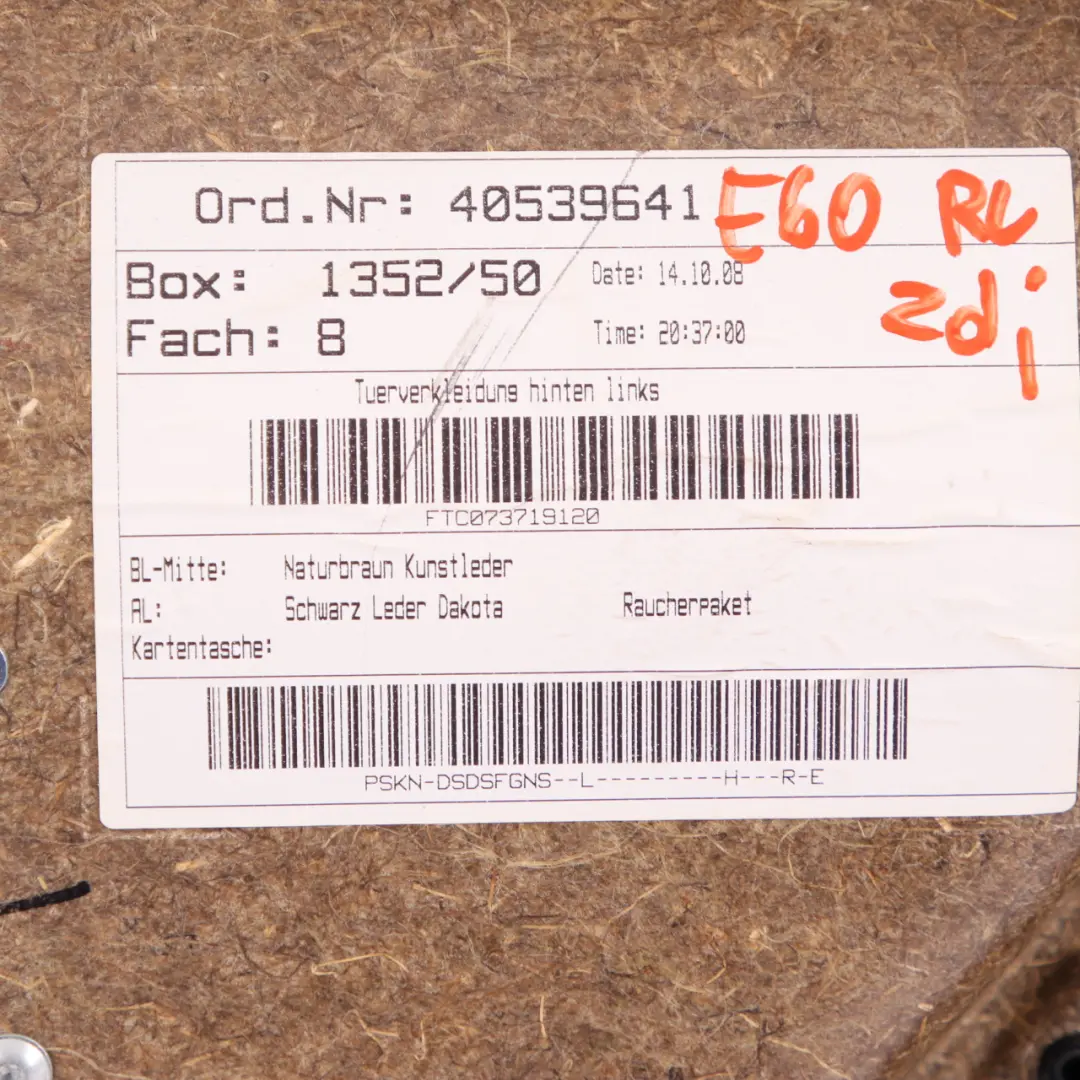 Ord.Nr: 40539641 E60 RL
Box: 1352/50 Date: 14.10.08
zdi
Fach: 8 Time: 20:37:00
Tuerverkleidung hinten links
FTC073719120
BL-Mitte: Naturbraun Kunstleder
AL: Schwarz Leder Dakota Raucherpaket
Kartentasche:
PSKN-DSDSFGNS--L---------H---R-E